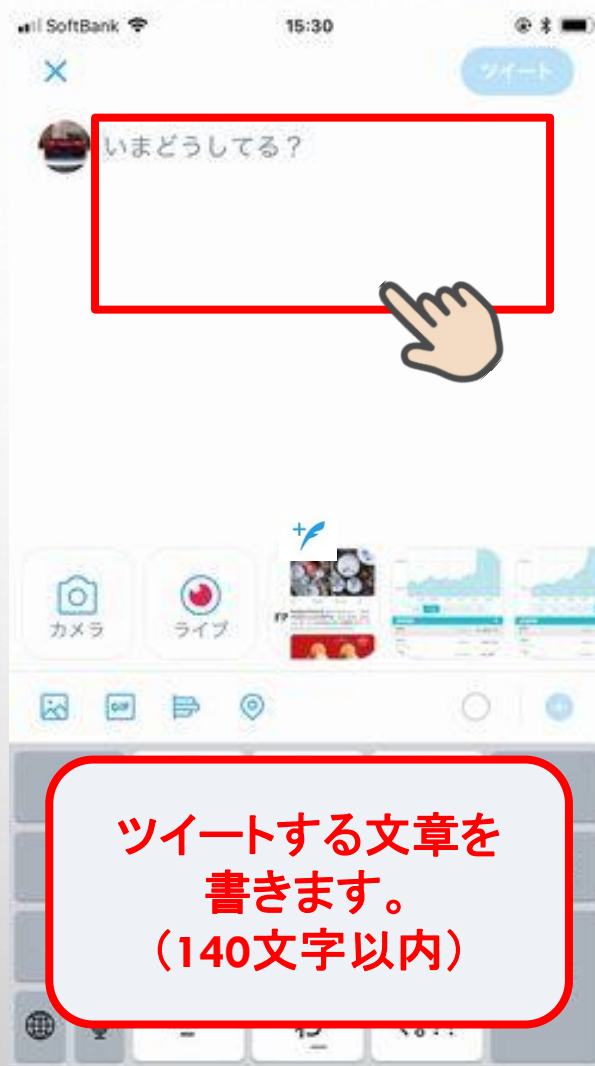 SoftBank
15:30
ツイート
いまどうしてる？
カメラ
ライブ
GIF
ツイートする文章を
書きます。
（140文字以内）